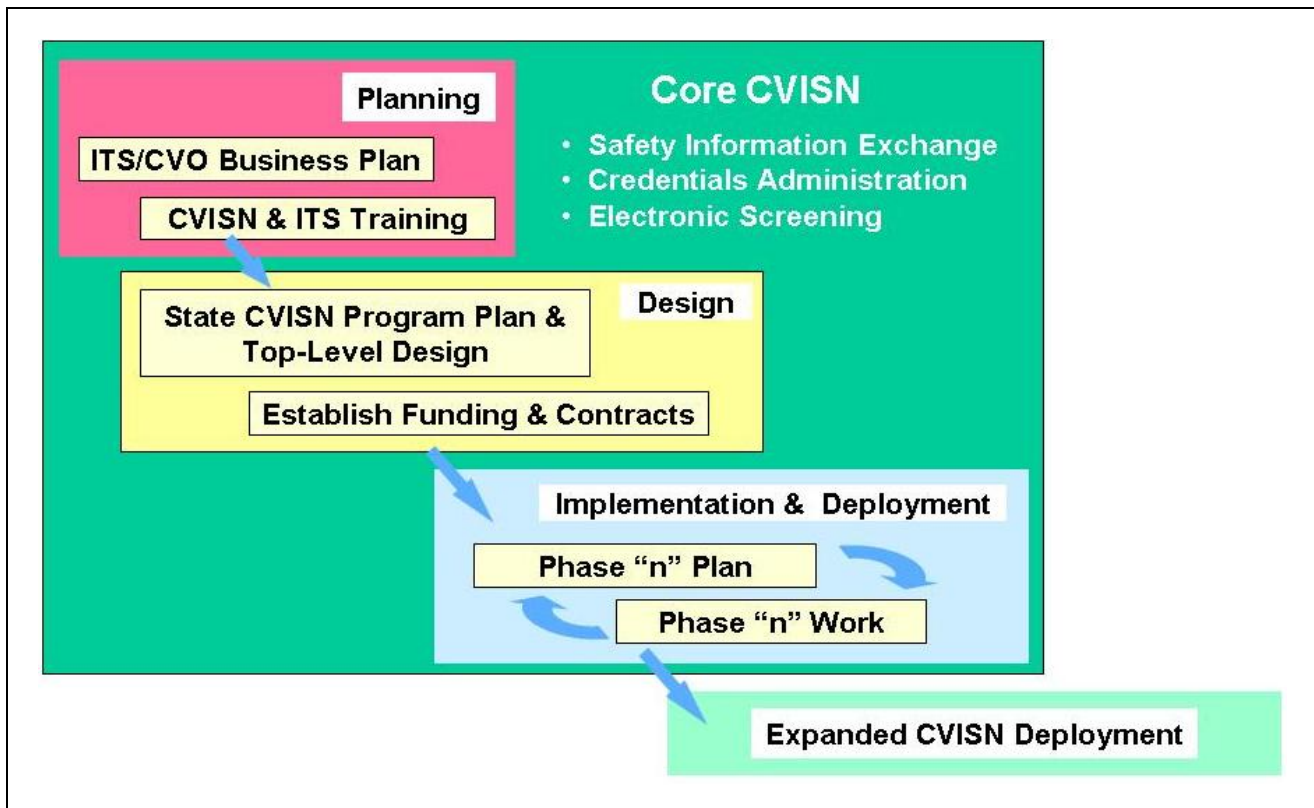 Planning
ITS/CVO Business Plan
CVISN & ITS Training
Core CVISN
• Safety Information Exchange
• Credentials Administration
• Electronic Screening
Design
State CVISN Program Plan &
Top-Level Design
Establish Funding & Contracts
Implementation & Deployment
Phase “n” Plan
Phase “n” Work
Expanded CVISN Deployment